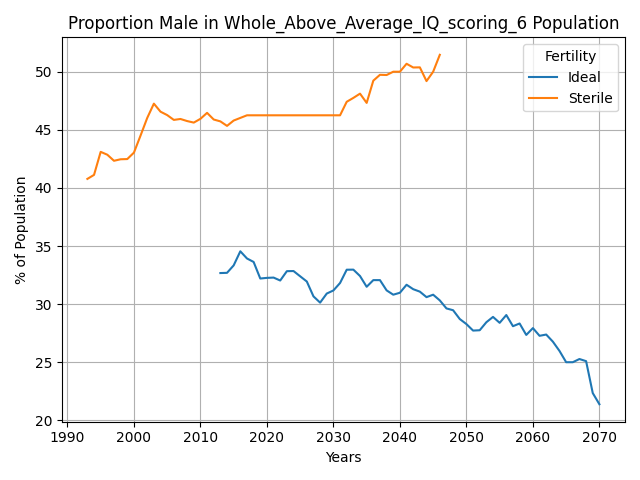 Proportion Male in Whole_Above_Average_IQ_scoring_6 Population
Fertility
Ideal
Sterile
% of Population
50
45
40
35
30
25
20
1990 2000 2010 2020 2030 2040 2050 2060 2070
Years